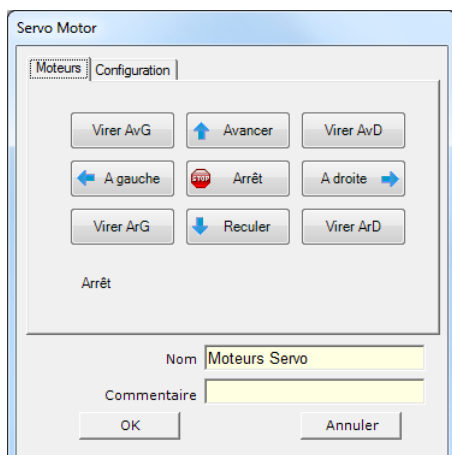 Servo Motor
Moteurs Configuration
Virer AvG Avancer Virer AvD
A gauche STOP Arrêt A droite
Virer ArG Reculer Virer ArD
Arrêt
Nom Moteurs Servo
Commentaire
OK Annuler